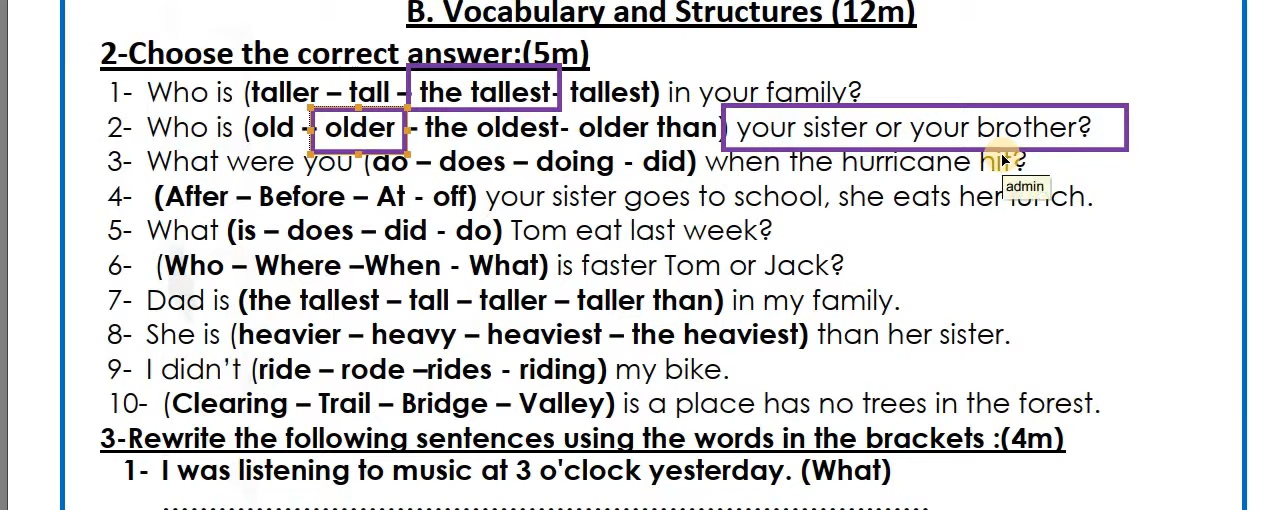 B. Vocabulary and Structures (12m)
2-Choose the correct answer:(5m)
1- Who is (taller – tall – the tallest- tallest) in your family?
2- Who is (old - older - the oldest- older than) your sister or your brother?
3- What were you (do – does – doing - did) when the hurricane hit?
admin
4- (After – Before – At - off) your sister goes to school, she eats her lunch.
5- What (is – does – did - do) Tom eat last week?
6- (Who – Where –When - What) is faster Tom or Jack?
7- Dad is (the tallest – tall – taller – taller than) in my family.
8- She is (heavier – heavy – heaviest – the heaviest) than her sister.
9- I didn’t (ride – rode –rides - riding) my bike.
10- (Clearing – Trail – Bridge – Valley) is a place has no trees in the forest.
3-Rewrite the following sentences using the words in the brackets :(4m)
1- I was listening to music at 3 o'clock yesterday. (What)